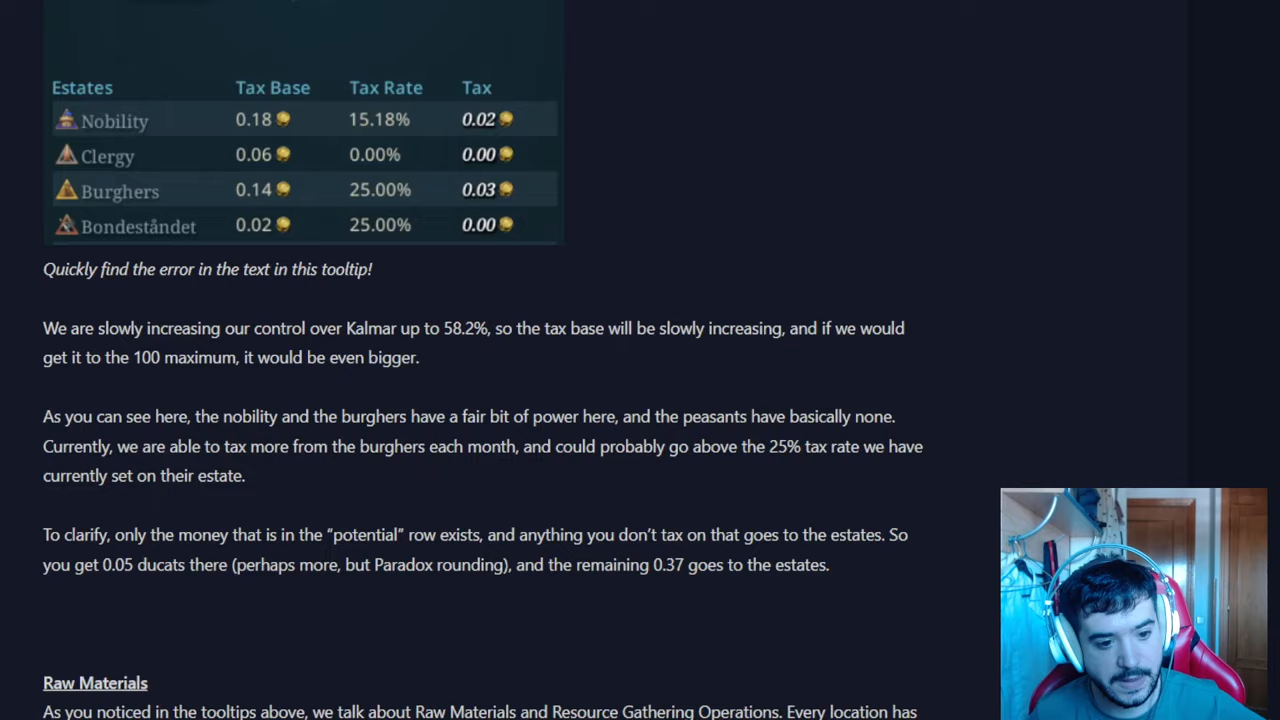 Estates Tax Base Tax Rate Tax
Nobility 0.18 15.18% 0.02
Clergy 0.06 0.00% 0.00
Burghers 0.14 25.00% 0.03
Bondeståndet 0.02 25.00% 0.00
Quickly find the error in the text in this tooltip!
We are slowly increasing our control over Kalmar up to 58.2%, so the tax base will be slowly increasing, and if we would
get it to the 100 maximum, it would be even bigger.
As you can see here, the nobility and the burghers have a fair bit of power here, and the peasants have basically none.
Currently, we are able to tax more from the burghers each month, and could probably go above the 25% tax rate we have
currently set on their estate.
To clarify, only the money that is in the “potential” row exists, and anything you don’t tax on that goes to the estates. So
you get 0.05 ducats there (perhaps more, but Paradox rounding), and the remaining 0.37 goes to the estates.
Raw Materials
As you noticed in the tooltips above, we talk about Raw Materials and Resource Gathering Operations. Every location has